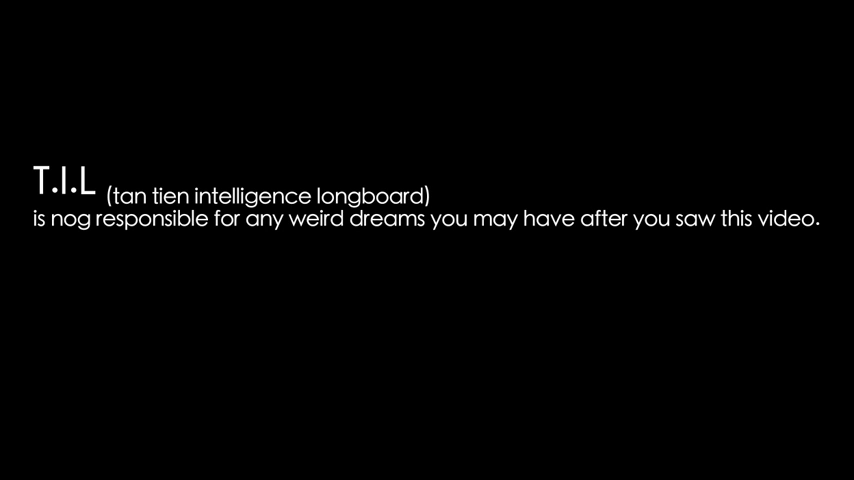 T.I.L (tan tien intelligence longboard)
is nog responsible for any weird dreams you may have after you saw this video.